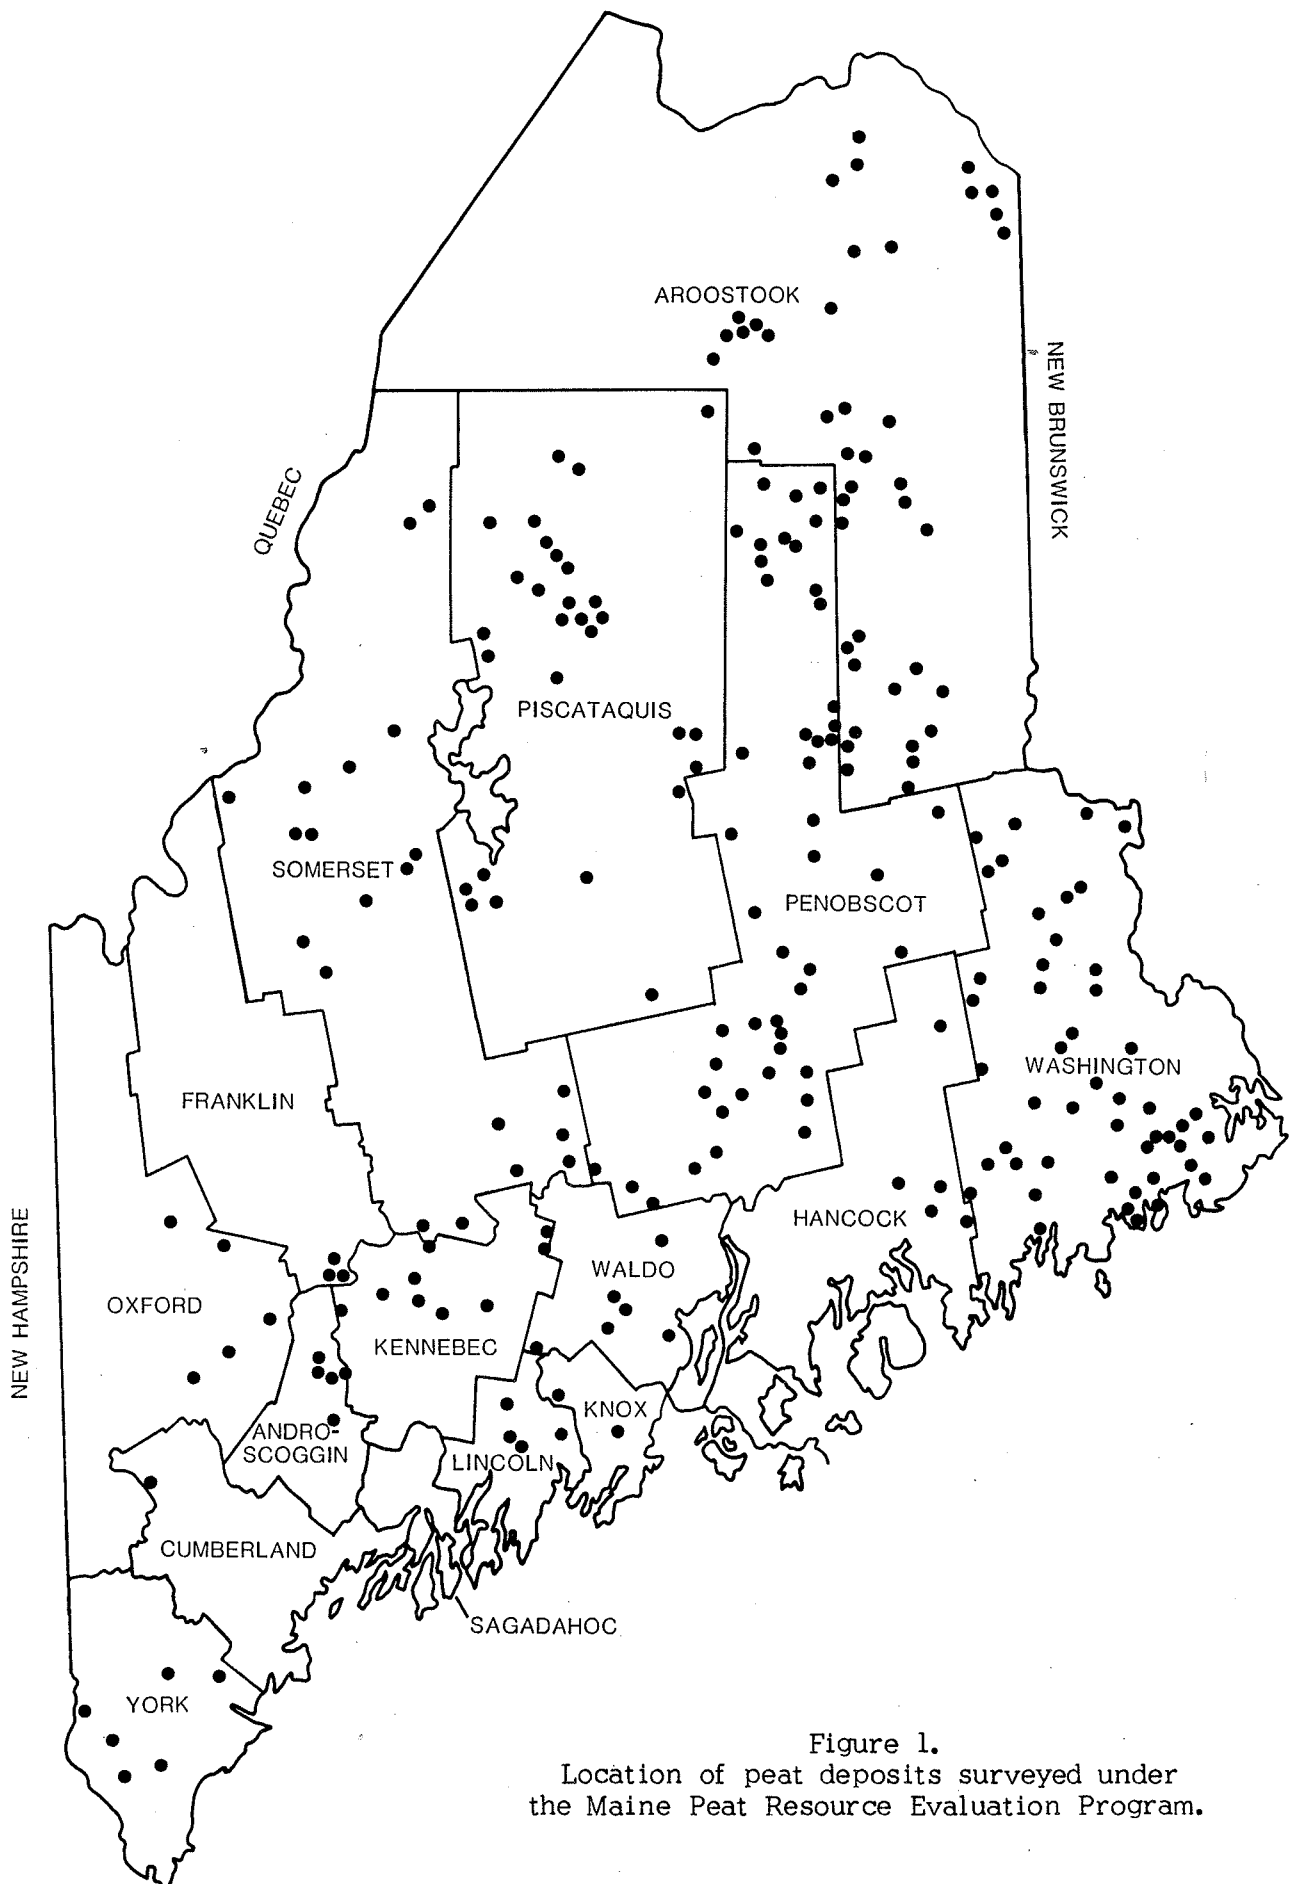 AROOSTOOK
NEW BRUNSWICK
QUEBEC
PISCATAQUIS
SOMERSET
PENOBSCOT
WASHINGTON
FRANKLIN
HANCOCK
NEW HAMPSHIRE
OXFORD
WALDO
KENNEBEC
KNOX
ANDRO-
SCOGGIN
LINCOLN
CUMBERLAND
SAGADAHOC
YORK
Figure 1.
Location of peat deposits surveyed under
the Maine Peat Resource Evaluation Program.